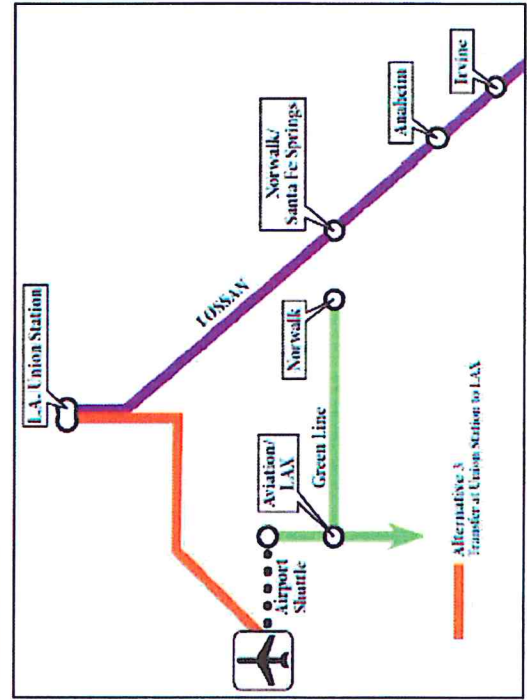 L.A. Union Station
LOSSAN
Norwalk/
Santa Fe Springs
Anaheim
Irvine
Norwalk
Aviation/
LAX
Green Line
Airport
Shuttle
Alternative 3
Transfer at Union Station to LAX